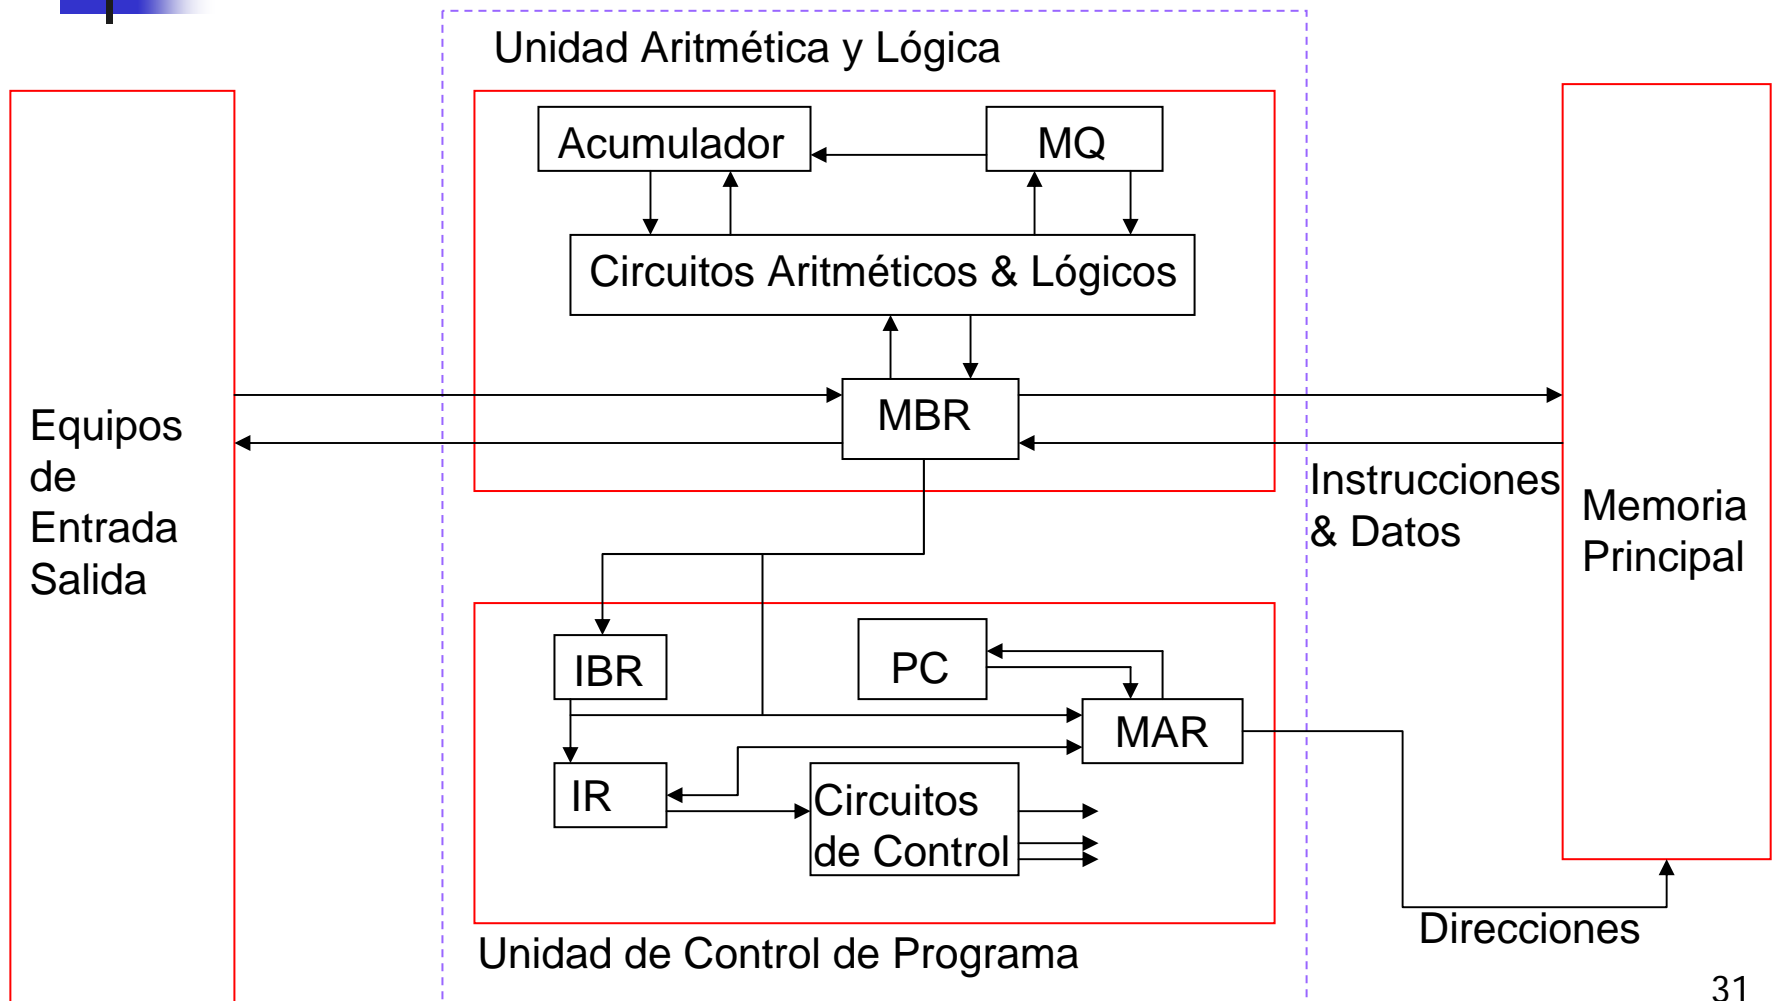 Unidad Aritmética y Lógica
Acumulador
MQ
Circuitos Aritméticos & Lógicos
MBR
Equipos
de
Entrada
Salida
Instrucciones
& Datos
Memoria
Principal
IBR
PC
MAR
IR
Circuitos
de Control
Direcciones
Unidad de Control de Programa
31